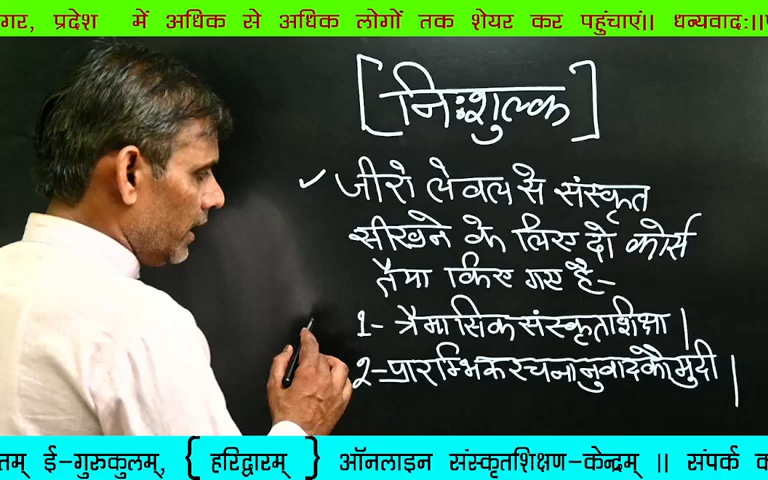 गर, प्रदेश में अधिक से अधिक लोगों तक शेयर कर पहुंचाएं।। धन्यवादः।।
[निःशुल्क]
✓ जीरो लेवल से संस्कृत
सीखने के लिए दो कोर्स
तैया किए गए है-
1- त्रैमासिकसंस्कृतशिक्षा।
2-प्रारम्भिकरचनानुवादकौमुदी।
तम् ई-गुरुकुलम्, { हरिद्वारम् } ऑनलाइन संस्कृतशिक्षण-केन्द्रम् ।। संपर्क क